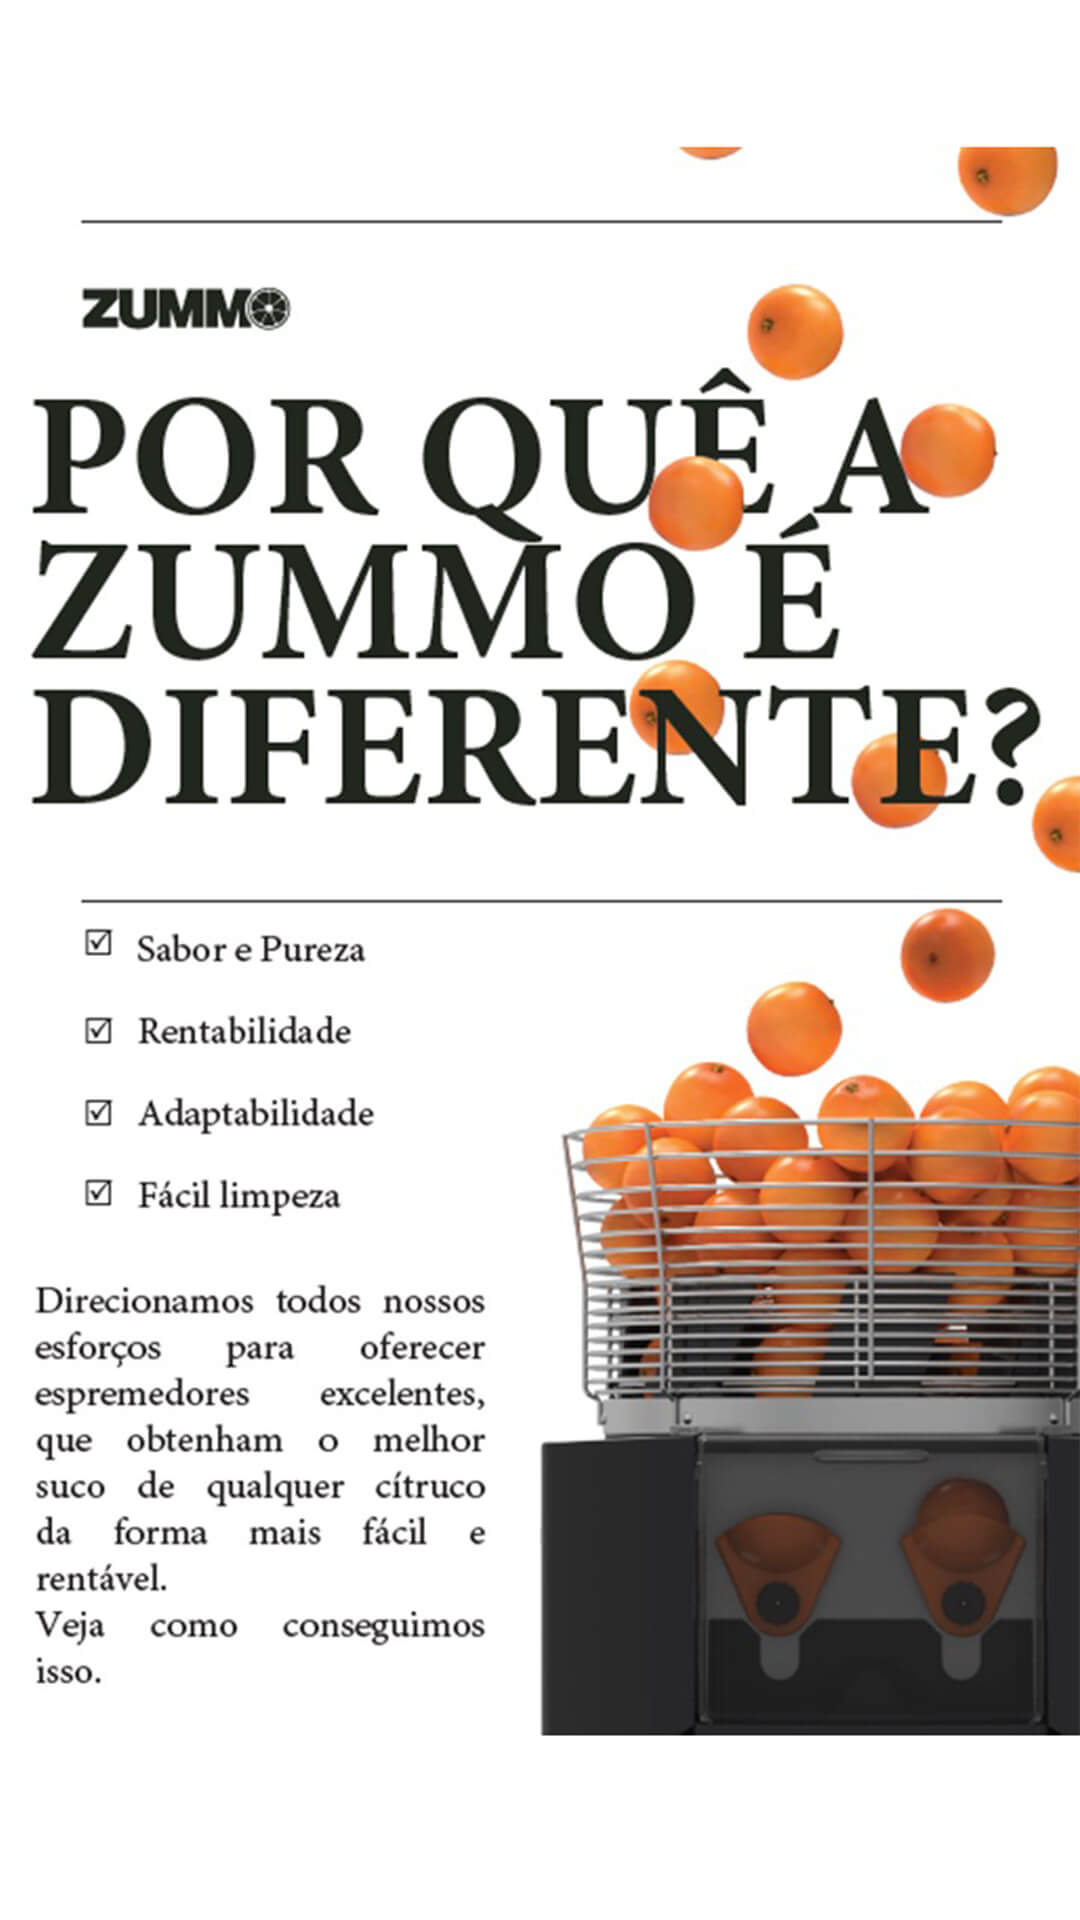 ZUMMO
POR QUÊ A
ZUMMO É
DIFERENTE?
Sabor e Pureza
Rentabilidade
Adaptabilidade
Fácil limpeza
Direcionamos todos nossos
esforços para oferecer
espremedores excelentes,
que obtenham o melhor
suco de qualquer cítruco
da forma mais fácil e
rentável.
Veja como conseguimos
isso.